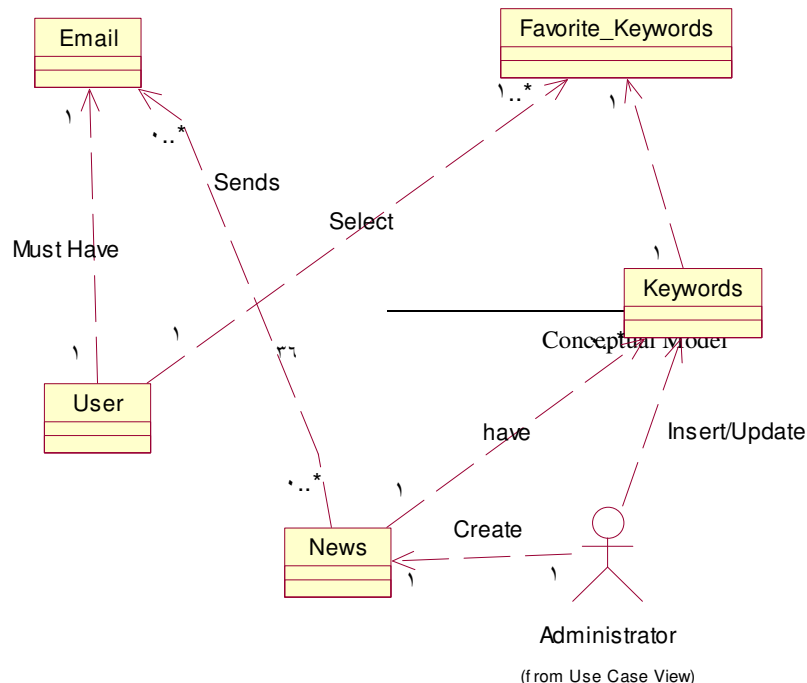 Email
Favorite_Keywords
١
١..*
١
٠..*
Sends
Select
Must Have
١
Keywords
١
١
٣٦
Conceptual Model
٠..*
User
have
Insert/Update
٠..*
١
News
Create
١
١
Administrator
(from Use Case View)